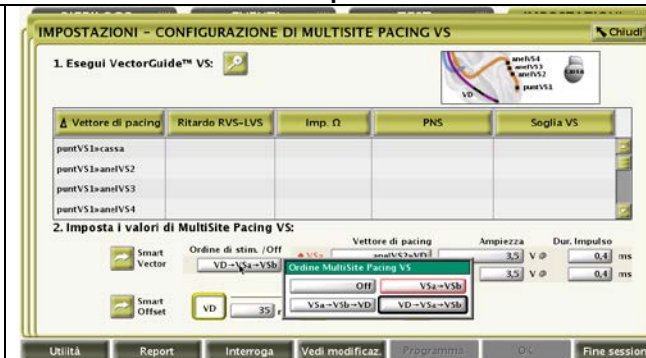 IMPOSTAZIONI - CONFIGURAZIONE DI MULTISITE PACING VS
Chiudi
1. Esegui VectorGuide™ VS:
anelVS4
anelVS3
anelVS2
puntVS1
VD
cassa
Δ Vettore di pacing Ritardo RVS-LVS Imp. Ω PNS Soglia VS
puntVS1»cassa
puntVS1»anelVS2
puntVS1»anelVS3
puntVS1»anelVS4
2. Imposta i valori di MultiSite Pacing VS:
Ordine di stim. /Off Vettore di pacing Ampiezza Dur. Impulso
Smart Vector
VD→VSa→VSb
VSa anelVS2»VD 3,5 V @ 0,4 ms
3,5 V @ 0,4 ms
Ordine MultiSite Pacing VS
Off VSa→VSb
VSa→VSb→VD VD→VSa→VSb
Smart Offset
VD 35
Utilità Report Interroga Vedi modificaz. Programma Fine session